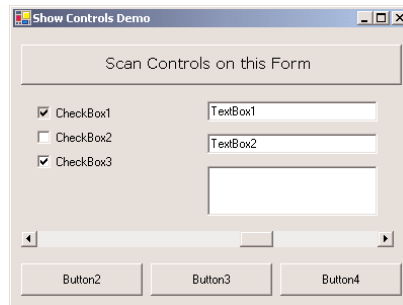 Show Controls Demo
Scan Controls on this Form
CheckBox1
TextBox1
CheckBox2
CheckBox3
TextBox2
Button2
Button3
Button4